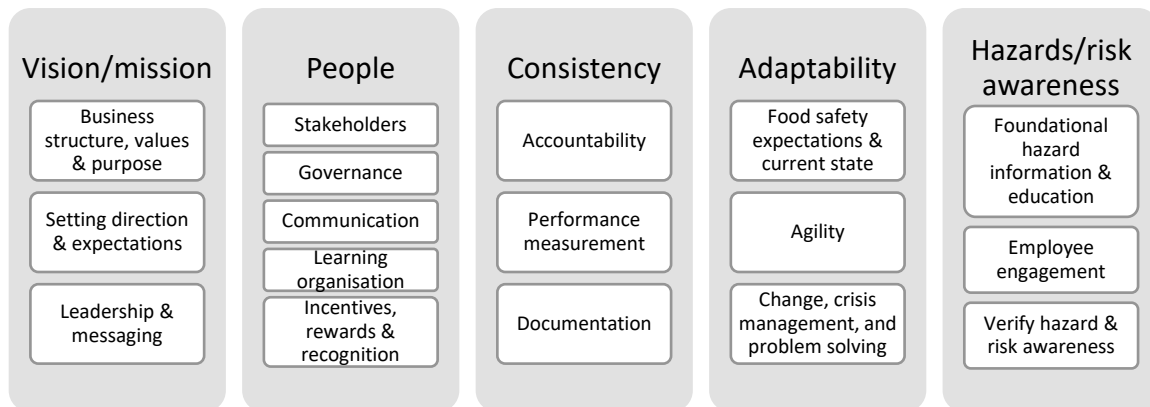 Vision/mission
Business
structure, values
& purpose
Setting direction
& expectations
Leadership &
messaging
People
Stakeholders
Governance
Communication
Learning
organisation
Incentives,
rewards &
recognition
Consistency
Accountability
Performance
measurement
Documentation
Adaptability
Food safety
expectations &
current state
Agility
Change, crisis
management, and
problem solving
Hazards/risk
awareness
Foundational
hazard
information &
education
Employee
engagement
Verify hazard &
risk awareness